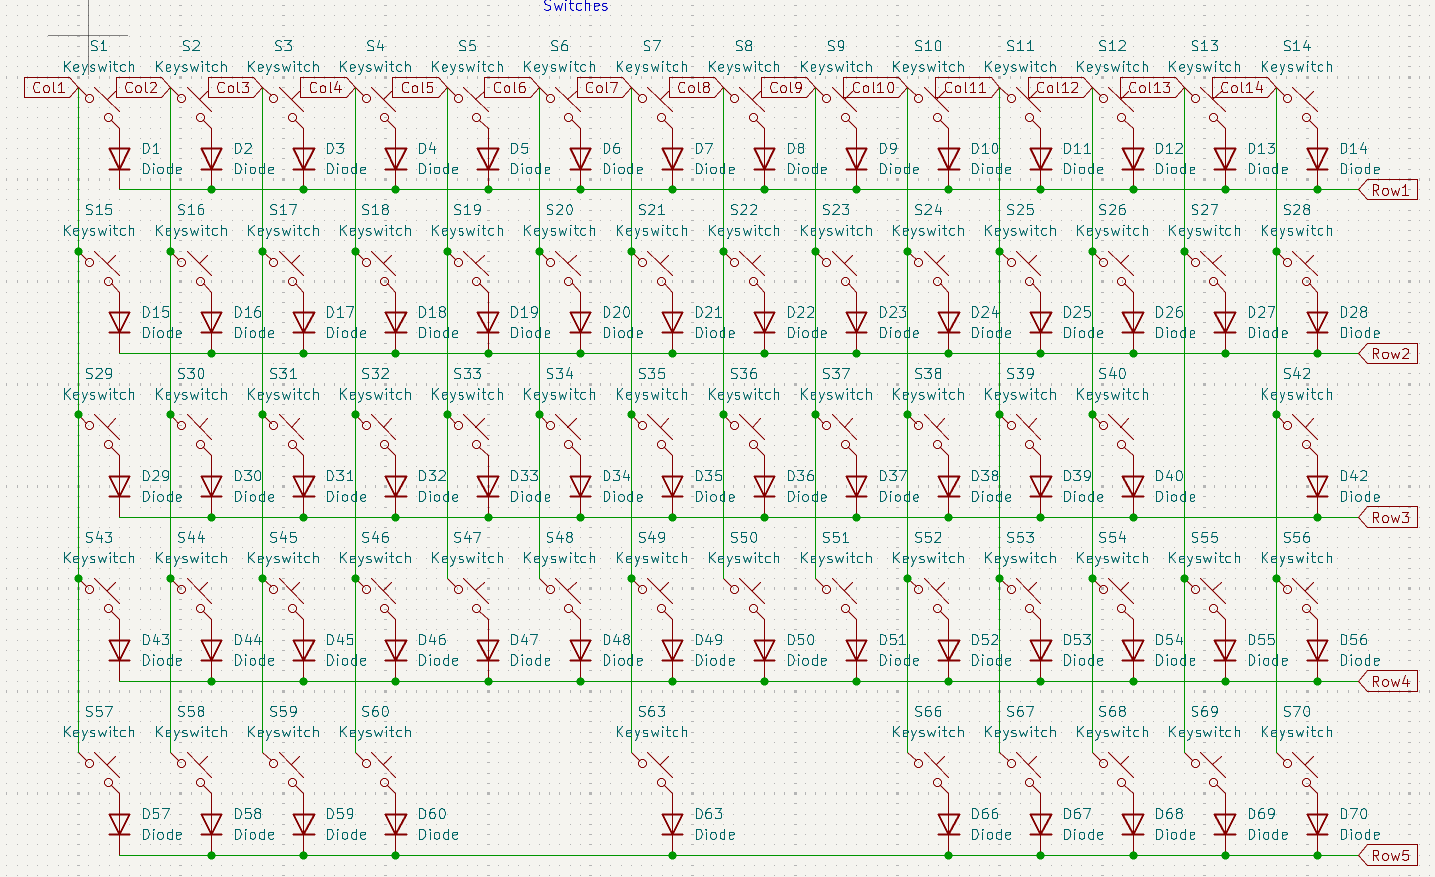 Switches
S1 S2 S3 S4 S5 S6 S7 S8 S9 S10 S11 S12 S13 S14
Keyswitch Keyswitch Keyswitch Keyswitch Keyswitch Keyswitch Keyswitch Keyswitch Keyswitch Keyswitch Keyswitch Keyswitch Keyswitch Keyswitch
Col1 Col2 Col3 Col4 Col5 Col6 Col7 Col8 Col9 Col10 Col11 Col12 Col13 Col14
D1 D2 D3 D4 D5 D6 D7 D8 D9 D10 D11 D12 D13 D14
Diode Diode Diode Diode Diode Diode Diode Diode Diode Diode Diode Diode Diode Diode
Row1
S15 S16 S17 S18 S19 S20 S21 S22 S23 S24 S25 S26 S27 S28
Keyswitch Keyswitch Keyswitch Keyswitch Keyswitch Keyswitch Keyswitch Keyswitch Keyswitch Keyswitch Keyswitch Keyswitch Keyswitch Keyswitch
D15 D16 D17 D18 D19 D20 D21 D22 D23 D24 D25 D26 D27 D28
Diode Diode Diode Diode Diode Diode Diode Diode Diode Diode Diode Diode Diode Diode
Row2
S29 S30 S31 S32 S33 S34 S35 S36 S37 S38 S39 S40 S42
Keyswitch Keyswitch Keyswitch Keyswitch Keyswitch Keyswitch Keyswitch Keyswitch Keyswitch Keyswitch Keyswitch Keyswitch Keyswitch
D29 D30 D31 D32 D33 D34 D35 D36 D37 D38 D39 D40 D42
Diode Diode Diode Diode Diode Diode Diode Diode Diode Diode Diode Diode Diode
Row3
S43 S44 S45 S46 S47 S48 S49 S50 S51 S52 S53 S54 S55 S56
Keyswitch Keyswitch Keyswitch Keyswitch Keyswitch Keyswitch Keyswitch Keyswitch Keyswitch Keyswitch Keyswitch Keyswitch Keyswitch Keyswitch
D43 D44 D45 D46 D47 D48 D49 D50 D51 D52 D53 D54 D55 D56
Diode Diode Diode Diode Diode Diode Diode Diode Diode Diode Diode Diode Diode Diode
Row4
S57 S58 S59 S60 S63 S66 S67 S68 S69 S70
Keyswitch Keyswitch Keyswitch Keyswitch Keyswitch Keyswitch Keyswitch Keyswitch Keyswitch Keyswitch
D57 D58 D59 D60 D63 D66 D67 D68 D69 D70
Diode Diode Diode Diode Diode Diode Diode Diode Diode Diode
Row5